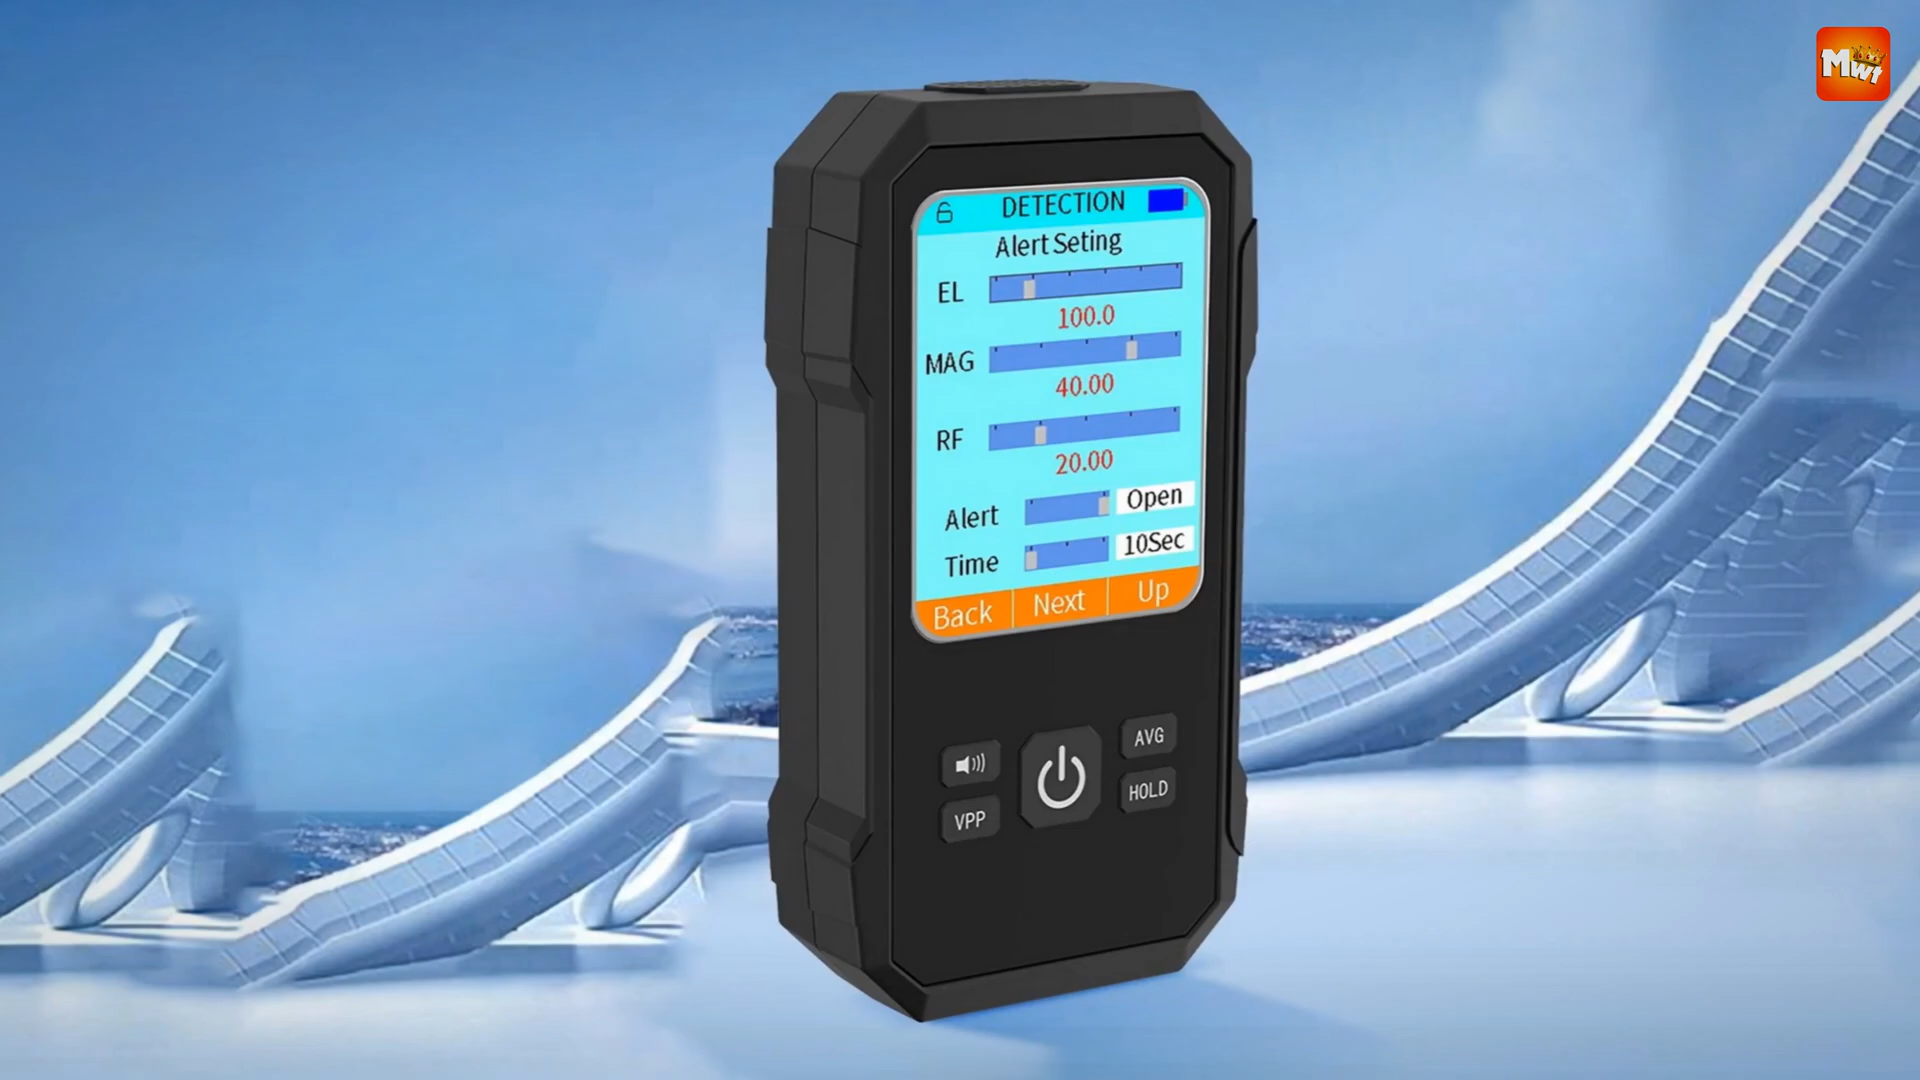 Mwt
DETECTION
Alert Seting
EL
100.0
MAG
40.00
RF
20.00
Alert Open
Time 10Sec
Back Next Up
AVG
VPP HOLD